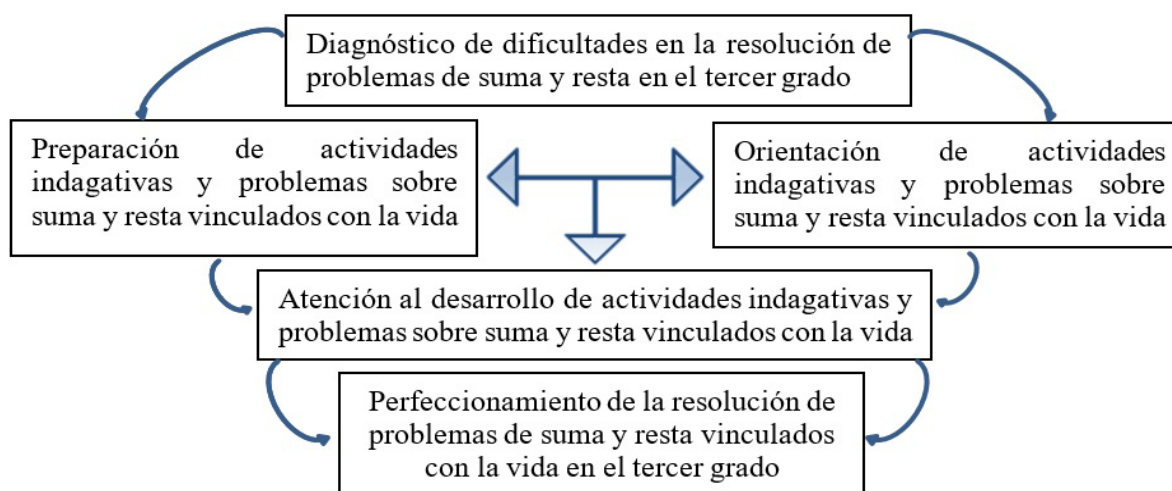 Diagnóstico de dificultades en la resolución de
problemas de suma y resta en el tercer grado
Preparación de actividades
indagativas y problemas sobre
suma y resta vinculados con la vida
Orientación de actividades
indagativas y problemas sobre
suma y resta vinculados con la vida
Atención al desarrollo de actividades indagativas y
problemas sobre suma y resta vinculados con la vida
Perfeccionamiento de la resolución de
problemas de suma y resta vinculados
con la vida en el tercer grado